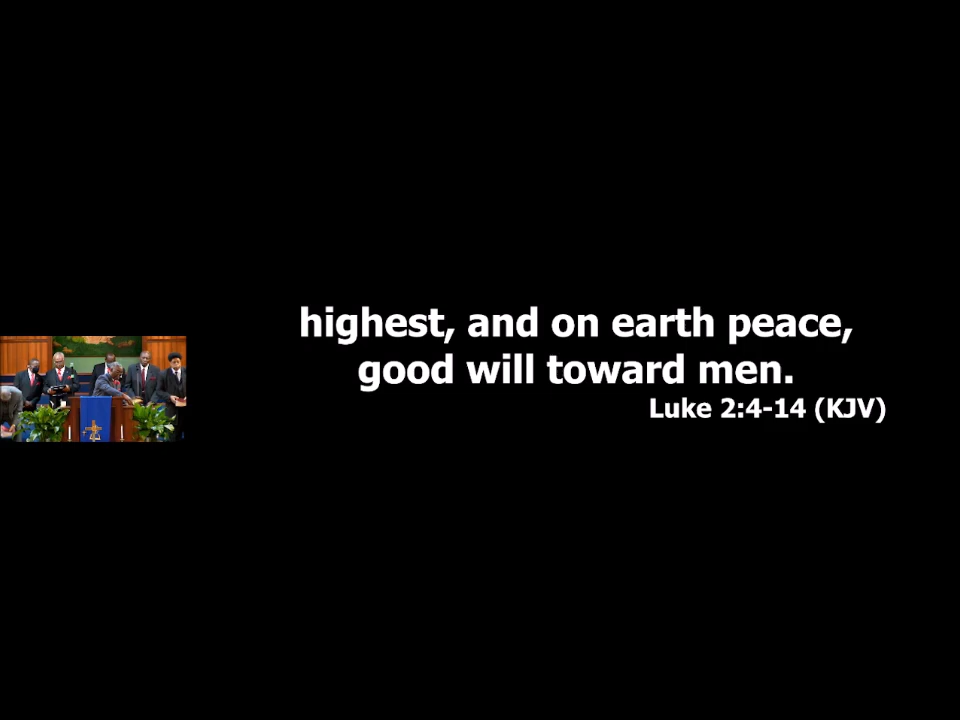 highest, and on earth peace,
good will toward men.
Luke 2:4-14 (KJV)